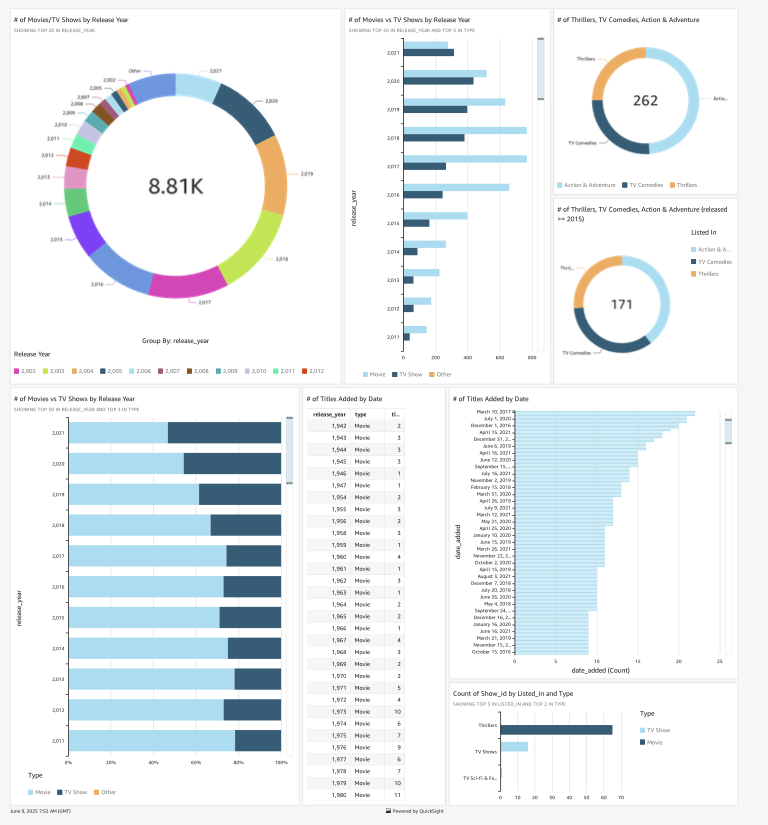 # of Movies/TV Shows by Release Year
SHOWING TOP 20 IN RELEASE_YEAR
Other
2,002
2,005
2,007
2,008
2,009
2,010
2,011
2,012
2,013
2,014
2,015
2,016
2,017
2,018
2,019
2,020
2,021
8.81K
Group By: release_year
Release Year
2,002 2,003 2,004 2,005 2,006 2,007 2,008 2,009 2,010 2,011 2,012
# of Movies vs TV Shows by Release Year
SHOWING TOP 50 IN RELEASE_YEAR AND TOP 5 IN TYPE
release_year
2,021
2,020
2,019
2,018
2,017
2,016
2,015
2,014
2,013
2,012
2,011
0 200 400 600 800
Movie TV Show Other
# of Thrillers, TV Comedies, Action & Adventure
Thrillers
Actio...
TV Comedies
262
Action & Adventure TV Comedies Thrillers
# of Thrillers, TV Comedies, Action & Adventure (released
>= 2015)
Listed In
Action & A...
TV Comedies
Thrillers
Thril...
171
TV Comedies
# of Movies vs TV Shows by Release Year
SHOWING TOP 50 IN RELEASE_YEAR AND TOP 3 IN TYPE
release_year
2,021
2,020
2,019
2,018
2,017
2,016
2,015
2,014
2,013
2,012
2,011
0% 20% 40% 60% 80% 100%
Type
Movie TV Show Other
# of Titles Added by Date
release_year type ti...
1,942 Movie 2
1,943 Movie 3
1,944 Movie 3
1,945 Movie 3
1,946 Movie 1
1,947 Movie 1
1,954 Movie 2
1,955 Movie 3
1,956 Movie 2
1,958 Movie 3
1,959 Movie 1
1,960 Movie 4
1,961 Movie 1
1,962 Movie 3
1,963 Movie 1
1,964 Movie 2
1,965 Movie 2
1,966 Movie 1
1,967 Movie 4
1,968 Movie 3
1,969 Movie 2
1,970 Movie 2
1,971 Movie 5
1,972 Movie 4
1,973 Movie 10
1,974 Movie 6
1,975 Movie 7
1,976 Movie 9
1,977 Movie 6
1,978 Movie 7
1,979 Movie 10
1,980 Movie 11
# of Titles Added by Date
date_added
March 10, 2017
July 1, 2020
December 1, 2016
April 15, 2021
December 31, 2...
June 6, 2019
April 16, 2021
June 12, 2020
September 15,...
July 16, 2021
November 2, 2019
February 15, 2018
March 31, 2020
April 26, 2019
July 9, 2021
March 12, 2021
May 21, 2020
April 25, 2020
January 10, 2020
June 15, 2019
March 26, 2021
November 22, 2...
October 2, 2020
April 15, 2019
August 3, 2021
December 7, 2018
July 20, 2018
June 26, 2020
May 4, 2018
September 24,...
December 16, 2...
January 16, 2020
June 16, 2021
March 21, 2019
November 15, 2...
October 15, 2016
0 5 10 15 20 25
date_added (Count)
Count of Show_id by Listed_in and Type
SHOWING TOP 3 IN LISTED_IN AND TOP 2 IN TYPE
Thrillers
TV Shows
TV Sci-Fi & Fa...
0 10 20 30 40 50 60 70
Type
TV Show
Movie
June 9, 2025 7:52 AM (GMT)
Powered by QuickSight